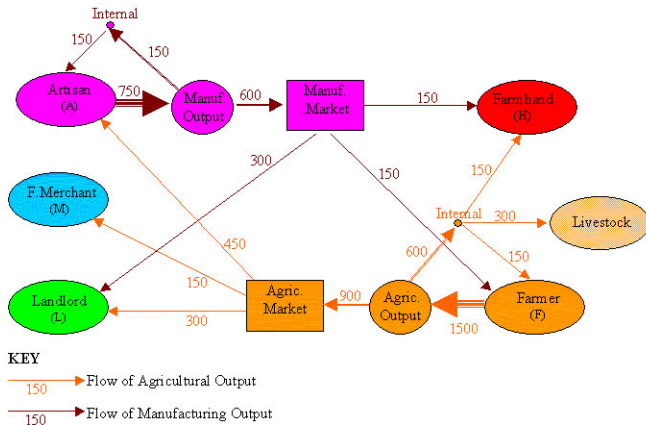 Internal
150
150
Artisan
(A)
750
Manuf.
Output
600
Manuf.
.Market
150
Farmhand
(H)
300
150
150
F.Merchant
(M)
Internal
300
Livestock
450
600
150
150
Landlord
(L)
300
Agric.
Market
900
Agric.
Output
1500
Farmer
(F)
KEY
150
Flow of Agricultural Output
150
Flow of Manufacturing Output